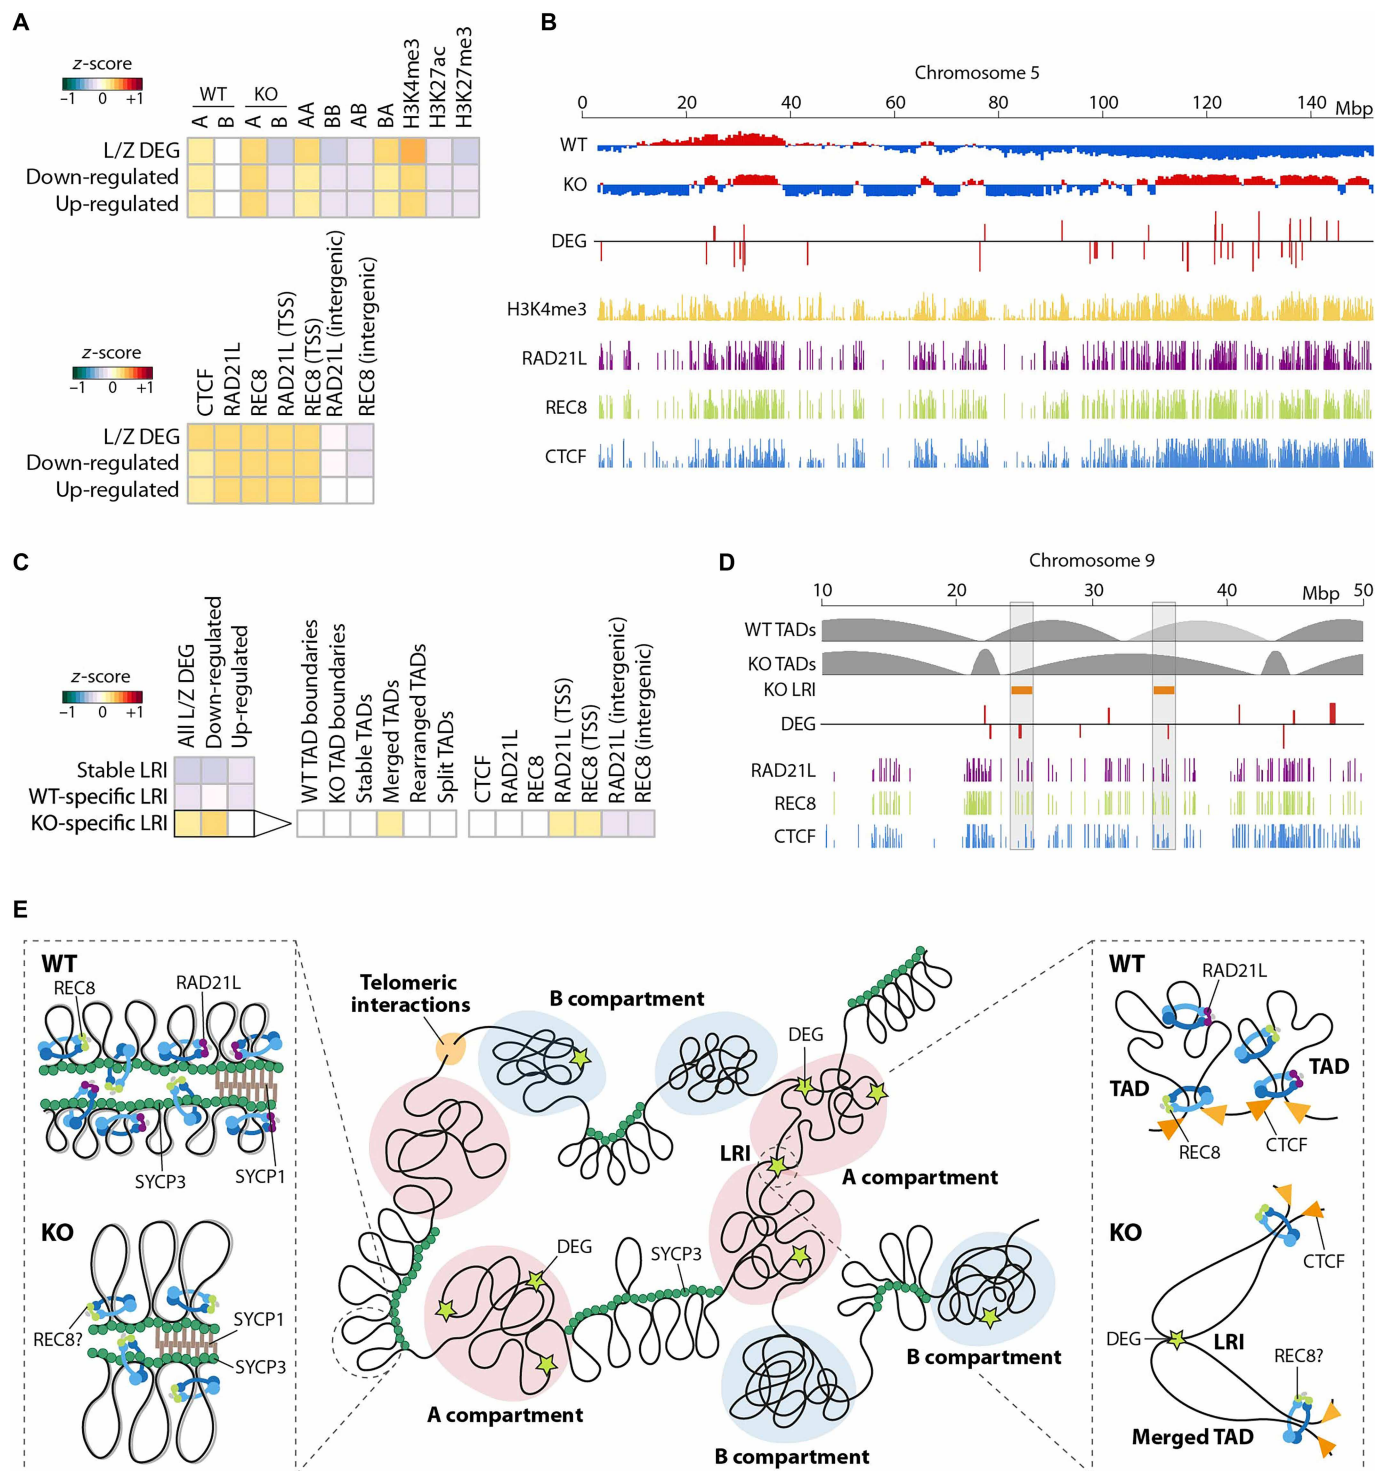 A
z-score
−1 0 +1
WT
KO
A
B
A
B
AA
BB
AB
BA
H3K4me3
H3K27ac
H3K27me3
L/Z DEG
Down-regulated
Up-regulated
z-score
−1 0 +1
CTCF
RAD21L
REC8
RAD21L (TSS)
REC8 (TSS)
RAD21L (intergenic)
REC8 (intergenic)
L/Z DEG
Down-regulated
Up-regulated
B
Chromosome 5
0 20 40 60 80 100 120 140 Mbp
WT
KO
DEG
H3K4me3
RAD21L
REC8
CTCF
C
z-score
−1 0 +1
All L/Z DEG
Down-regulated
Up-regulated
Stable LRI
WT-specific LRI
KO-specific LRI
WT TAD boundaries
KO TAD boundaries
Stable TADs
Merged TADs
Rearranged TADs
Split TADs
CTCF
RAD21L
REC8
RAD21L (TSS)
REC8 (TSS)
RAD21L (intergenic)
REC8 (intergenic)
D
Chromosome 9
10 20 30 40 Mbp 50
WT TADs
KO TADs
KO LRI
DEG
RAD21L
REC8
CTCF
E
WT
REC8
RAD21L
SYCP3
SYCP1
KO
REC8?
SYCP1
SYCP3
Telomeric
interactions
B compartment
DEG
LRI
A compartment
DEG
SYCP3
A compartment
B compartment
B compartment
WT
RAD21L
TAD
TAD
REC8
CTCF
KO
CTCF
DEG
LRI
REC8?
Merged TAD